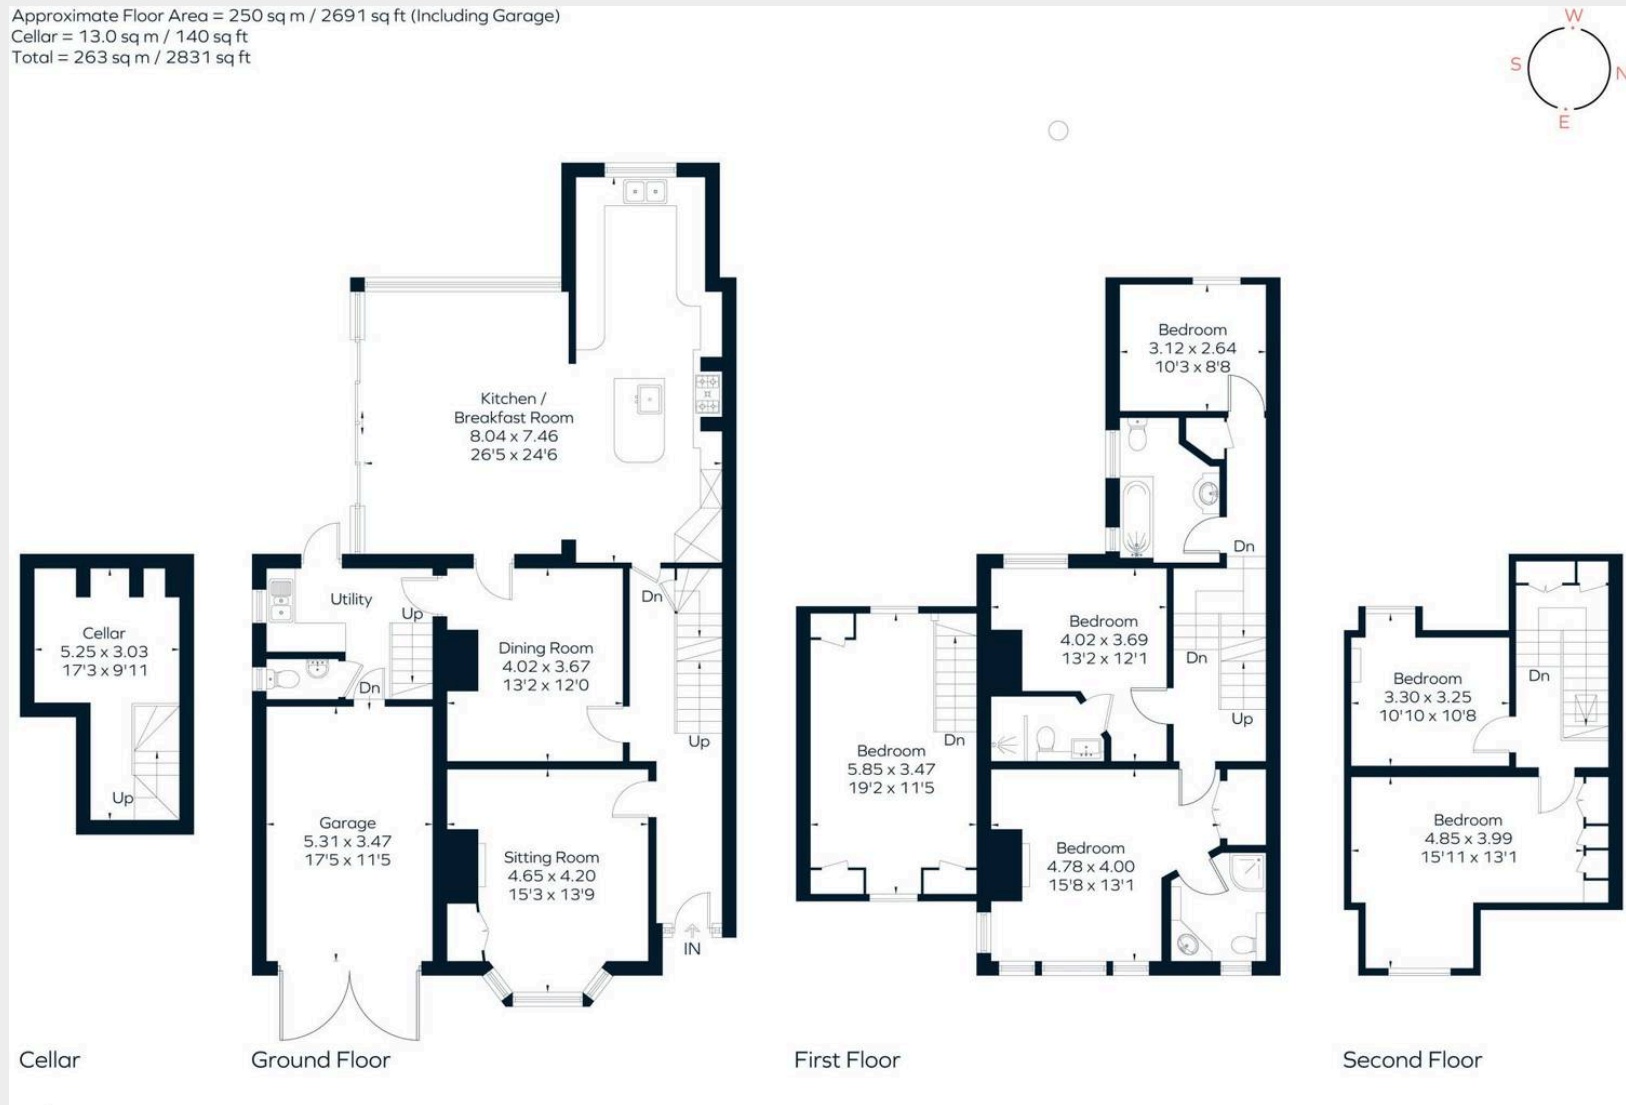 Approximate Floor Area = 250 sq m / 2691 sq ft (Including Garage)
Cellar = 13.0 sq m / 140 sq ft
Total = 263 sq m / 2831 sq ft
W
S
N
E
Cellar
5.25 x 3.03
17'3 x 9'11
Up
Cellar
Kitchen /
Breakfast Room
8.04 x 7.46
26'5 x 24'6
Utility
Up
Dn
Dining Room
4.02 x 3.67
13'2 x 12'0
Dn
Up
Garage
5.31 x 3.47
17'5 x 11'5
Sitting Room
4.65 x 4.20
15'3 x 13'9
IN
Ground Floor
Bedroom
3.12 x 2.64
10'3 x 8'8
Dn
Bedroom
4.02 x 3.69
13'2 x 12'1
Dn
Up
Bedroom
5.85 x 3.47
19'2 x 11'5
Dn
Bedroom
4.78 x 4.00
15'8 x 13'1
First Floor
Bedroom
3.30 x 3.25
10'10 x 10'8
Dn
Bedroom
4.85 x 3.99
15'11 x 13'1
Second Floor